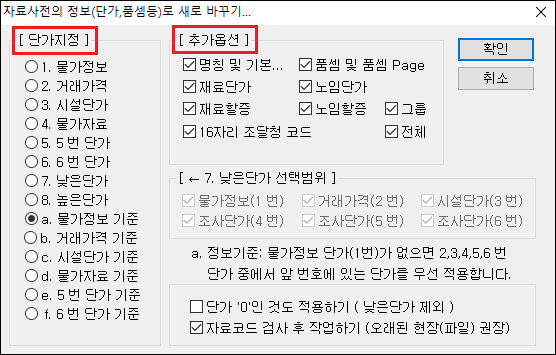 자료사전의 정보(단가,품셈등)로 새로 바꾸기...
[ 단가지정 ]
1. 물가정보
2. 거래가격
3. 시설단가
4. 물가자료
5. 5 번 단가
6. 6 번 단가
7. 낮은단가
8. 높은단가
a. 물가정보 기준
b. 거래가격 기준
c. 시설단가 기준
d. 물가자료 기준
e. 5 번 단가 기준
f. 6 번 단가 기준
[ 추가옵션 ]
명칭 및 기본... 품셈 및 품셈 Page
재료단가 노임단가
재료할증 노임할증 그룹
16자리 조달청 코드 전체
확인
취소
[ ← 7. 낮은단가 선택범위 ]
물가정보(1 번) 거래가격(2 번) 시설단가(3 번)
조사단가(4 번) 조사단가(5 번) 조사단가(6 번)
a. 정보기준: 물가정보 단가(1번)가 없으면 2,3,4,5,6 번
단가 중에서 앞 번호에 있는 단가를 우선 적용합니다.
단가 '0'인 것도 적용하기 ( 낮은단가 제외 )
자료코드 검사 후 작업하기 (오래된 현장(파일) 권장)